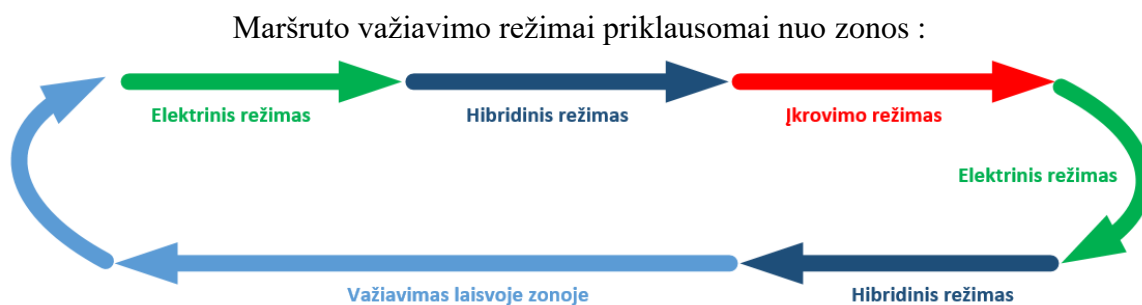 Maršruto važiavimo režimai priklausomai nuo zonos :
Elektrinis režimas
Hibridinis režimas
Įkrovimo režimas
Elektrinis režimas
Važiavimas laisvoje zonoje
Hibridinis režimas